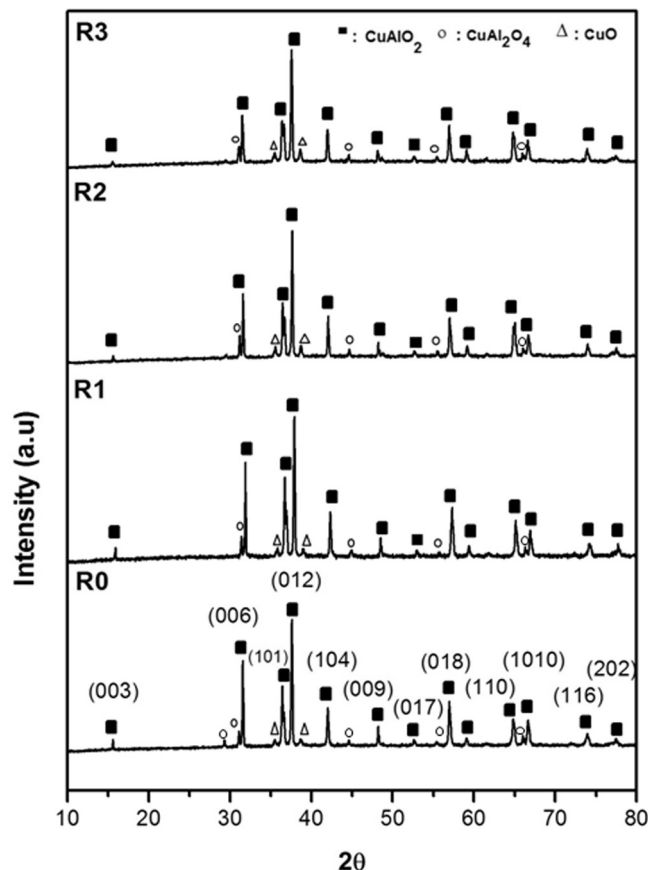 R3
■ : CuAlO₂ ○ : CuAl₂O₄ Δ : CuO
R2
R1
R0
(012)
(006)
(101)
(104)
(018)
(1010)
(003)
(009)
(110)
(202)
(017)
(116)
Intensity (a.u)
10 20 30 40 50 60 70 80
2θ